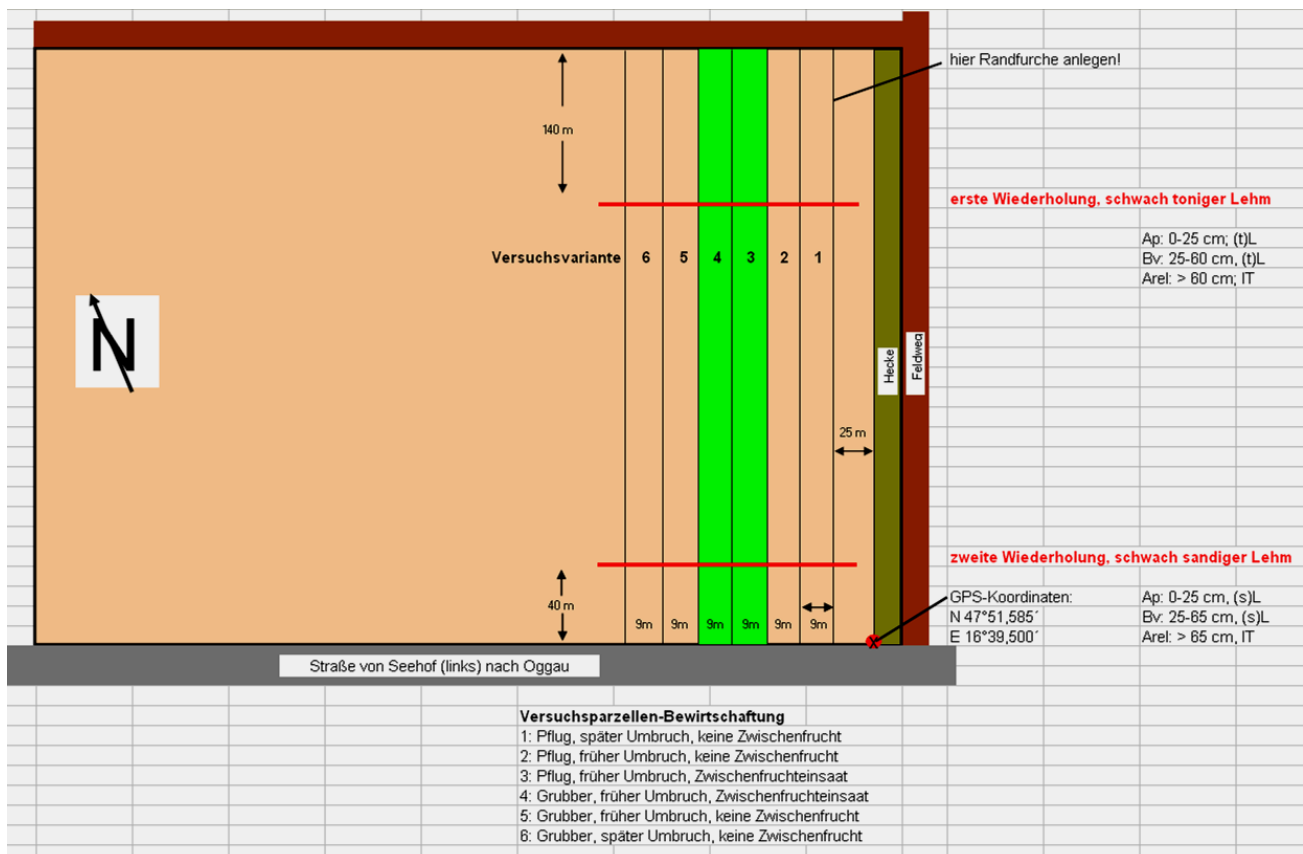 hier Randfurche anlegen!
140 m
erste Wiederholung, schwach toniger Lehm
Ap: 0-25 cm; (t)L
Bv: 25-60 cm, (t)L
Arel: > 60 cm; lT
Versuchsvariante 6 5 4 3 2 1
N
Hecke
Feldweg
25 m
zweite Wiederholung, schwach sandiger Lehm
40 m
9m 9m 9m 9m 9m 9m
GPS-Koordinaten:
N 47°51,585´
E 16°39,500´
Ap: 0-25 cm, (s)L
Bv: 25-65 cm, (s)L
Arel: > 65 cm, lT
Straße von Seehof (links) nach Oggau
Versuchsparzellen-Bewirtschaftung
1: Pflug, später Umbruch, keine Zwischenfrucht
2: Pflug, früher Umbruch, keine Zwischenfrucht
3: Pflug, früher Umbruch, Zwischenfruchteinsaat
4: Grubber, früher Umbruch, Zwischenfruchteinsaat
5: Grubber, früher Umbruch, keine Zwischenfrucht
6: Grubber, später Umbruch, keine Zwischenfrucht